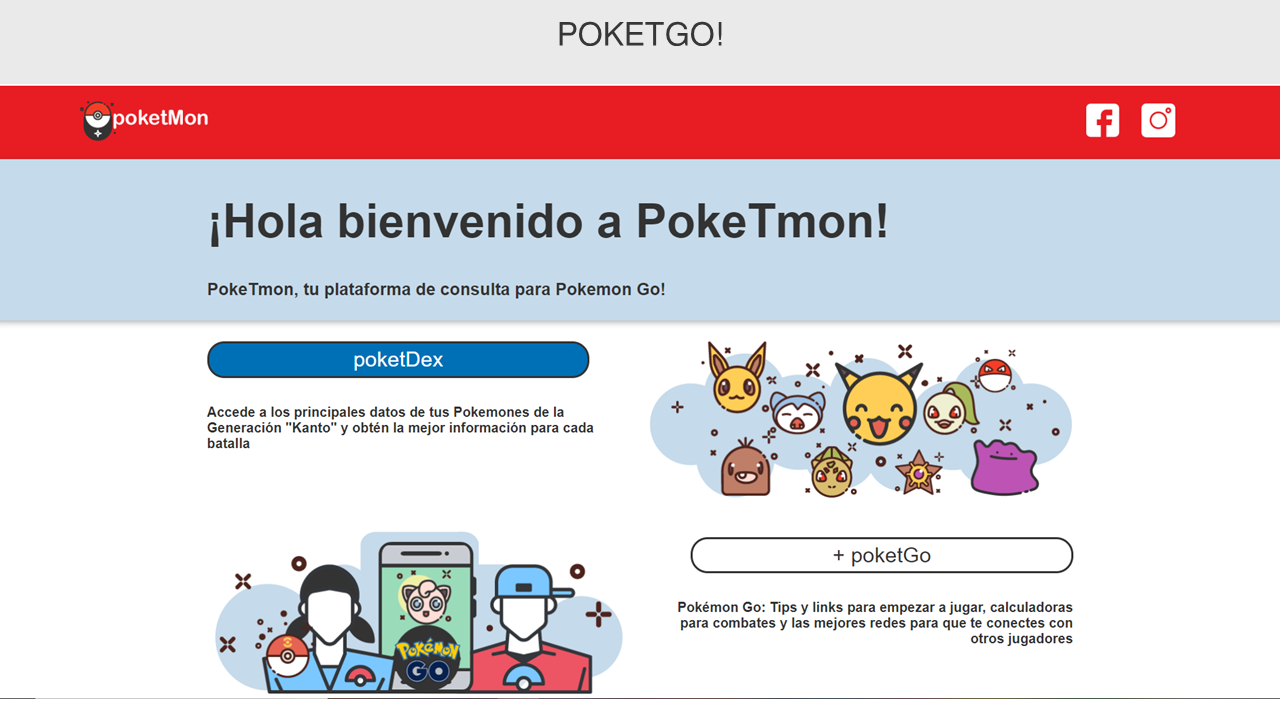 POKETGO!
poketMon
¡Hola bienvenido a PokeTmon!
PokeTmon, tu plataforma de consulta para Pokemon Go!
poketDex
Accede a los principales datos de tus Pokemones de la
Generación "Kanto" y obtén la mejor información para cada
batalla
+ poketGo
Pokémon Go: Tips y links para empezar a jugar, calculadoras
para combates y las mejores redes para que te conectes con
otros jugadores
Pokémon
GO